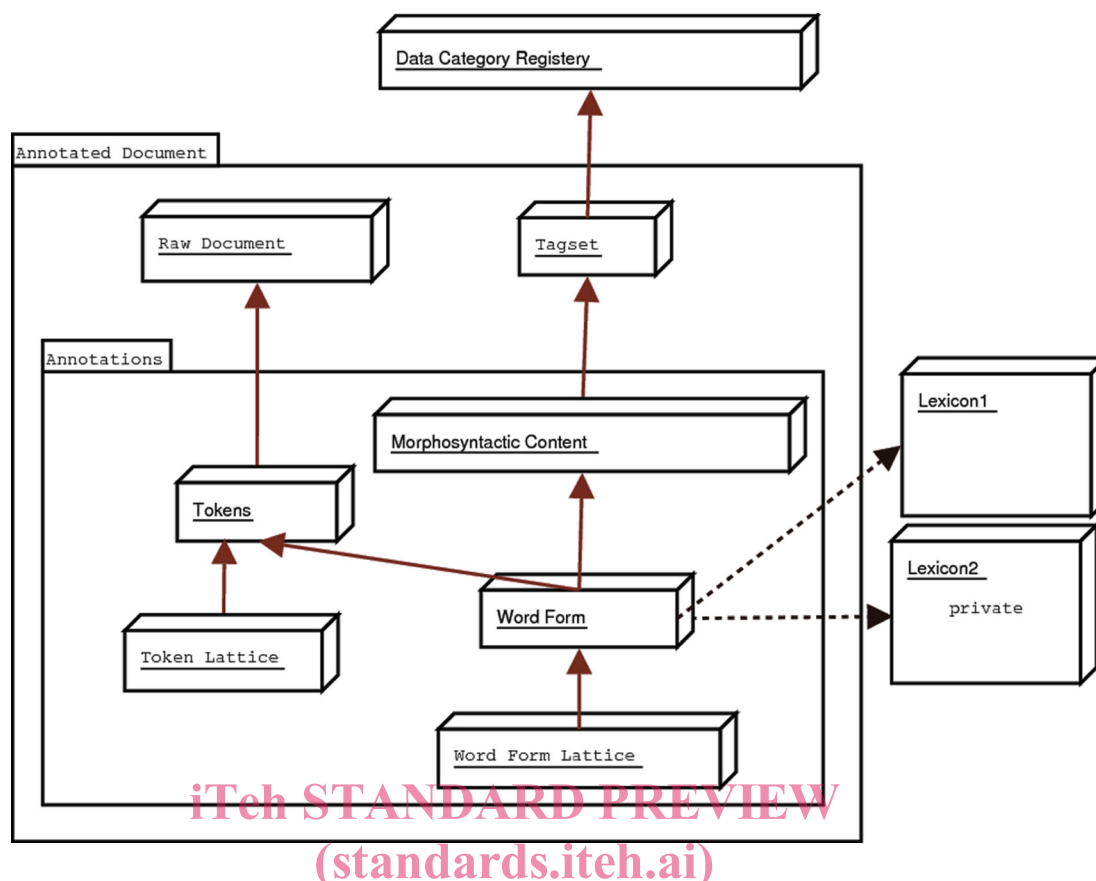 Data Category Registery
Annotated Document
Raw Document
Tagset
Annotations
Lexicon1
Morphosyntactic Content
Tokens
Lexicon2
private
Word Form
Token Lattice
Word Form Lattice
iTeh STANDARD PREVIEW
(standards.iteh.ai)